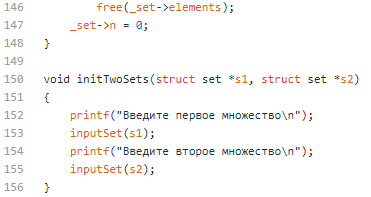 146 free(_set->elements);
147 _set->n = 0;
148 }
149
150 void initTwoSets(struct set *s1, struct set *s2)
151 {
152 printf("Введите первое множество\n");
153 inputSet(s1);
154 printf("Введите второе множество\n");
155 inputSet(s2);
156 }